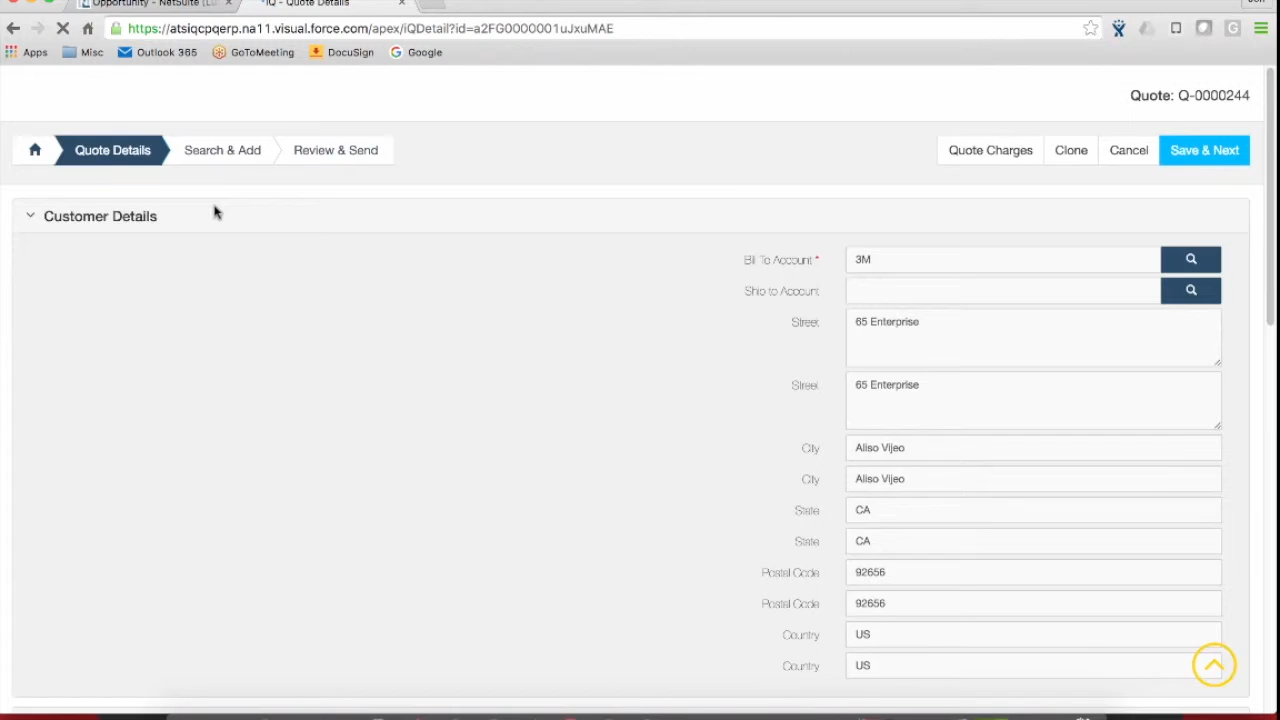 Opportunity - NetSuite (Lu × iQ - Quote Details ×
https://atsiqcpqerp.na11.visual.force.com/apex/iQDetail?id=a2FG0000001uJxuMAE
Apps Misc Outlook 365 GoToMeeting DocuSign Google
Quote: Q-0000244
Quote Details Search & Add Review & Send Quote Charges Clone Cancel Save & Next
Customer Details
Bill To Account * 3M
Ship to Account
Street 65 Enterprise
Street 65 Enterprise
City Aliso Vijeo
City Aliso Vijeo
State CA
State CA
Postal Code 92656
Postal Code 92656
Country US
Country US